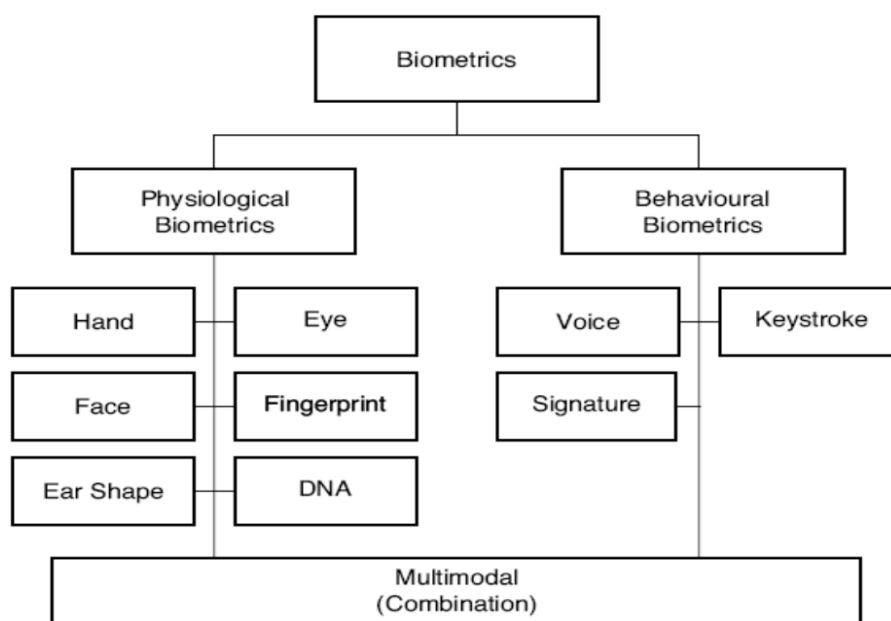 Biometrics
Physiological
Biometrics
Behavioural
Biometrics
Hand
Eye
Voice
Keystroke
Face
Fingerprint
Signature
Ear Shape
DNA
Multimodal
(Combination)